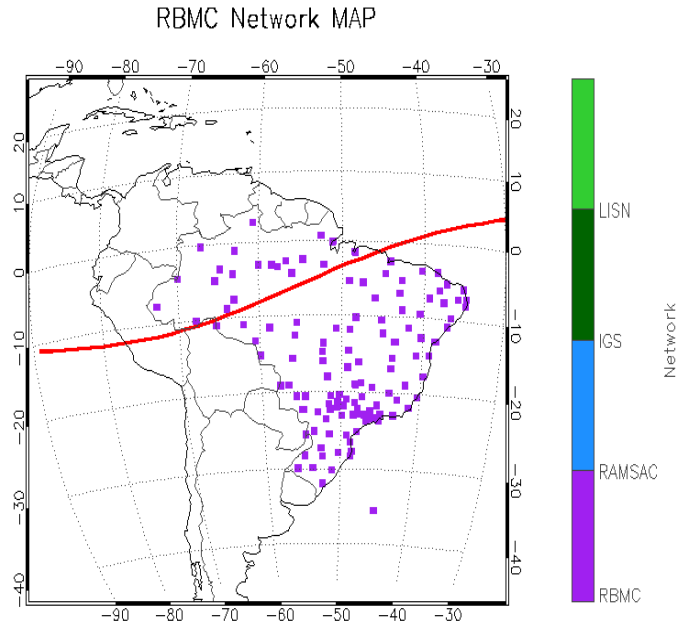 RBMC Network MAP
-90 -80 -70 -60 -50 -40 -30
20 20
10 10
0 0
-10 -10
-20 -20
-30 -30
-40 -40
-90 -80 -70 -60 -50 -40 -30
LISN
IGS
RAMSAC
RBMC
Network